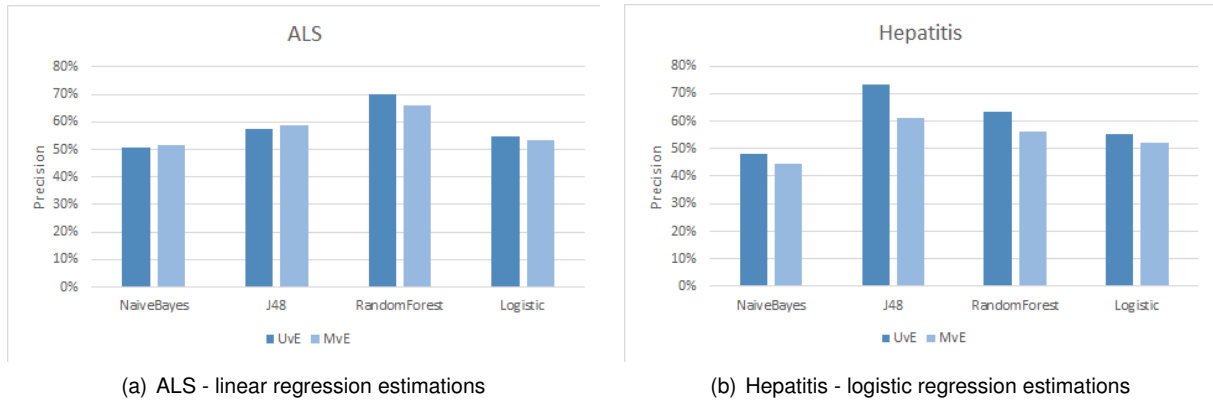 ALS
Precision
80%
70%
60%
50%
40%
30%
20%
10%
0%
NaiveBayes J48 RandomForest Logistic
UvE MvE
(a) ALS - linear regression estimations
Hepatitis
Precision
80%
70%
60%
50%
40%
30%
20%
10%
0%
NaiveBayes J48 RandomForest Logistic
UvE MvE
(b) Hepatitis - logistic regression estimations